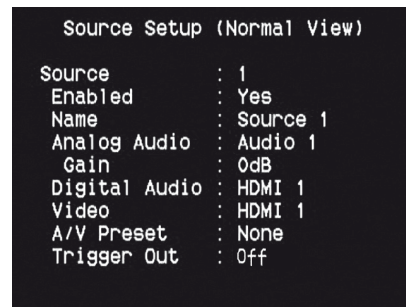 Source Setup (Normal View)
Source : 1
Enabled : Yes
Name : Source 1
Analog Audio : Audio 1
Gain : 0dB
Digital Audio : HDMI 1
Video : HDMI 1
A/V Preset : None
Trigger Out : Off